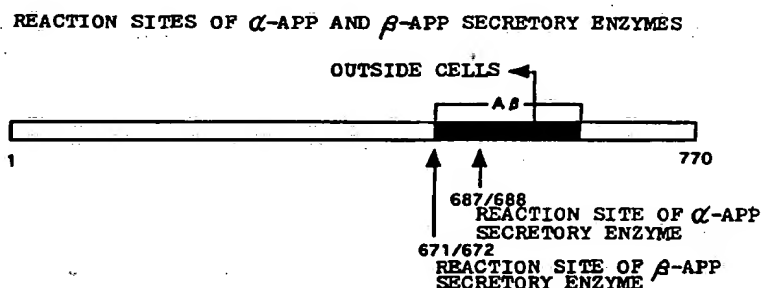 REACTION SITES OF α-APP AND β-APP SECRETORY ENZYMES
OUTSIDE CELLS
Aβ
1
770
687/688
REACTION SITE OF α-APP
SECRETORY ENZYME
671/672
REACTION SITE OF β-APP
SECRETORY ENZYME